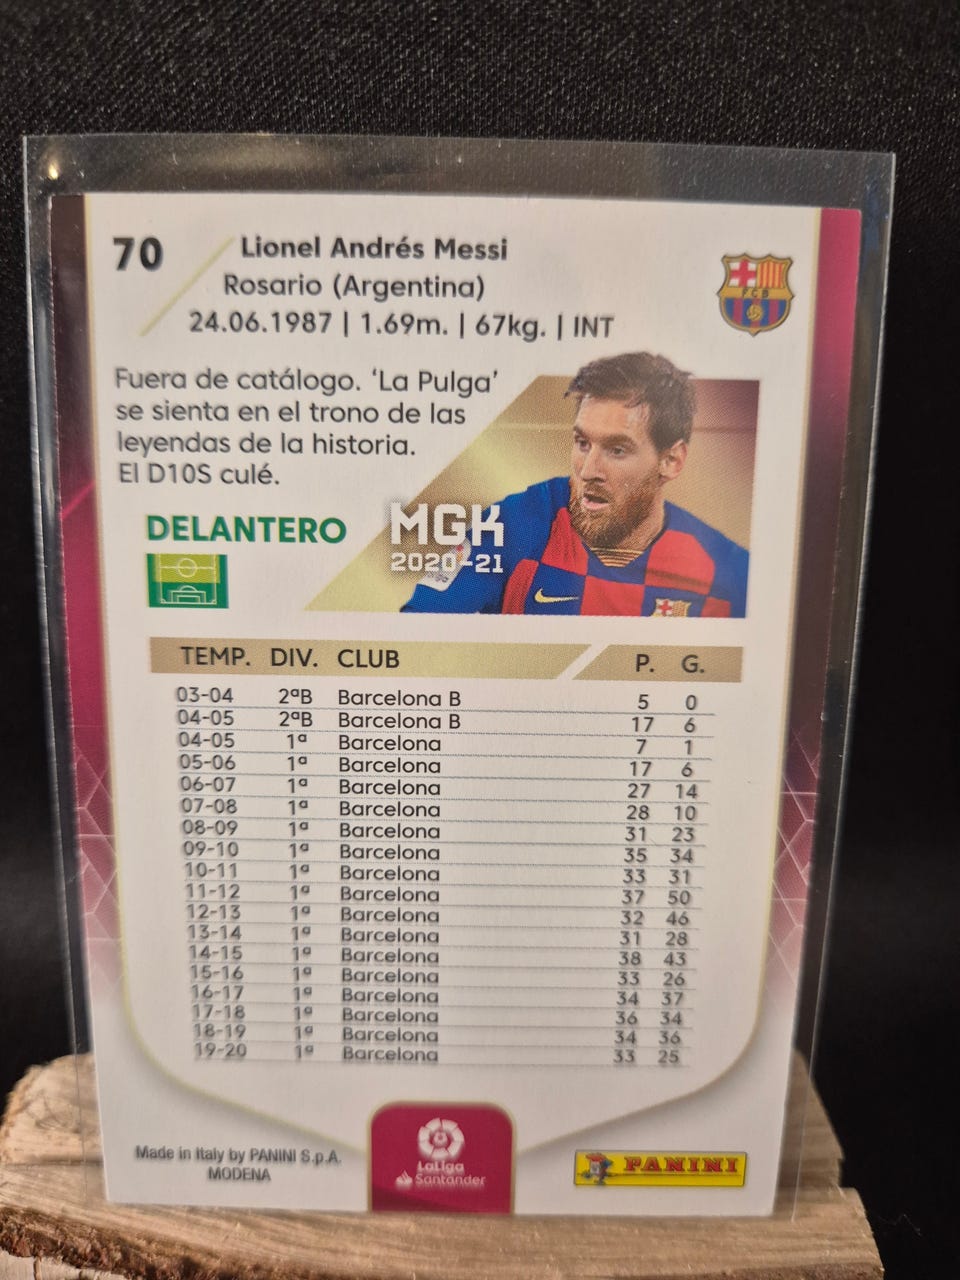 70 Lionel Andrés Messi
Rosario (Argentina)
24.06.1987 | 1.69m. | 67kg. | INT
FCB
Fuera de catálogo. ‘La Pulga’
se sienta en el trono de las
leyendas de la historia.
El D10S culé.
DELANTERO
MGK
2020-21
TEMP. DIV. CLUB P. G.
03-04 2ªB Barcelona B 5 0
04-05 2ªB Barcelona B 17 6
04-05 1ª Barcelona 7 1
05-06 1ª Barcelona 17 6
06-07 1ª Barcelona 27 14
07-08 1ª Barcelona 28 10
08-09 1ª Barcelona 31 23
09-10 1ª Barcelona 35 34
10-11 1ª Barcelona 33 31
11-12 1ª Barcelona 37 50
12-13 1ª Barcelona 32 46
13-14 1ª Barcelona 31 28
14-15 1ª Barcelona 38 43
15-16 1ª Barcelona 33 26
16-17 1ª Barcelona 34 37
17-18 1ª Barcelona 36 34
18-19 1ª Barcelona 34 36
19-20 1ª Barcelona 33 25
Made in Italy by PANINI S.p.A.
MODENA
LaLiga
Santander
PANINI